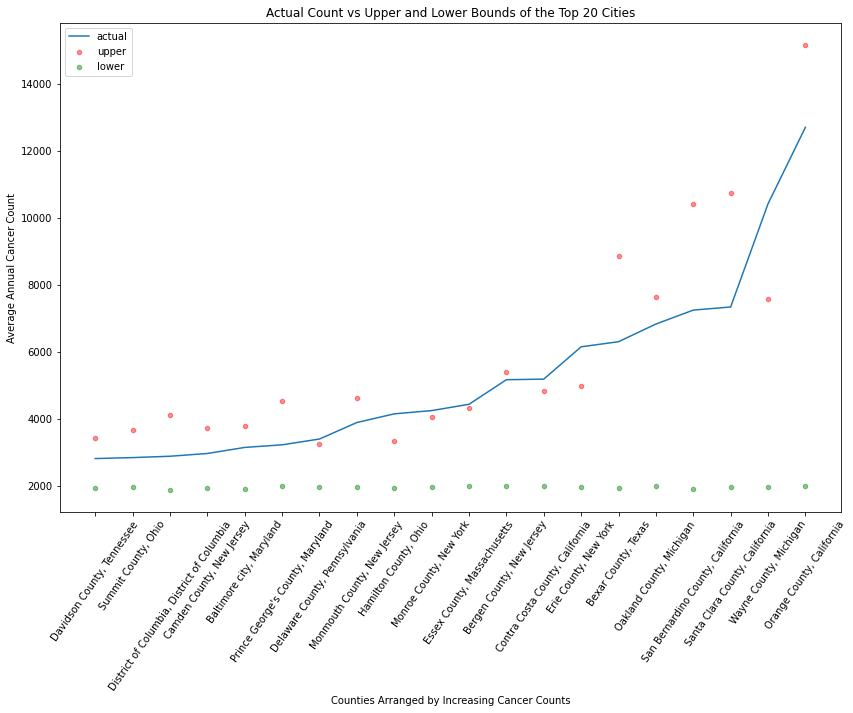 Actual Count vs Upper and Lower Bounds of the Top 20 Cities
actual
upper
lower
14000
12000
10000
8000
6000
4000
2000
Average Annual Cancer Count
Davidson County, Tennessee
Summit County, Ohio
District of Columbia, District of Columbia
Camden County, New Jersey
Baltimore city, Maryland
Prince George's County, Maryland
Delaware County, Pennsylvania
Monmouth County, New Jersey
Hamilton County, Ohio
Monroe County, New York
Essex County, Massachusetts
Bergen County, New Jersey
Contra Costa County, California
Erie County, New York
Bexar County, Texas
Oakland County, Michigan
San Bernardino County, California
Santa Clara County, California
Wayne County, Michigan
Orange County, California
Counties Arranged by Increasing Cancer Counts